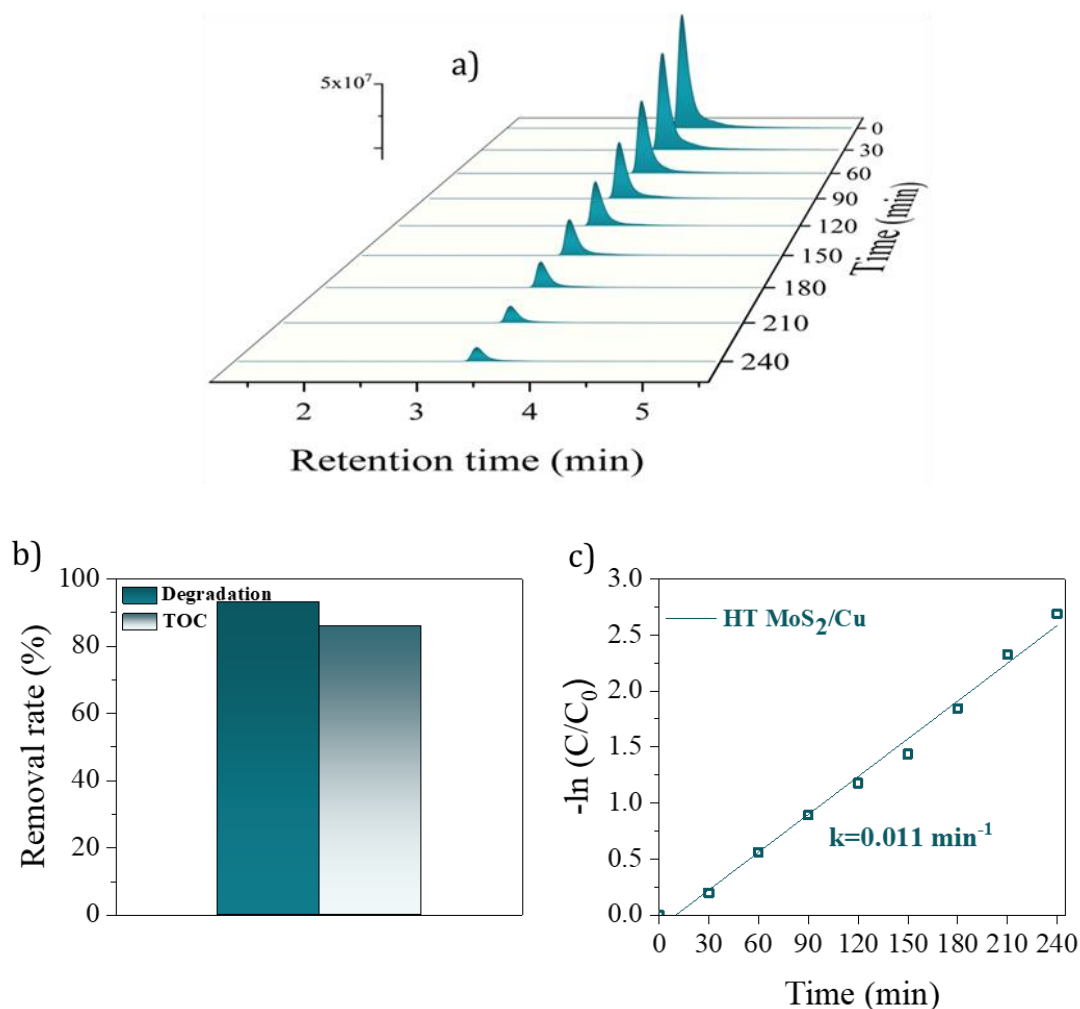 a)
5x10⁷
0
30
60
90
120
150
180
210
240
Time (min)
2 3 4 5
Retention time (min)
b)
100
80
60
40
20
0
Removal rate (%)
Degradation
TOC
c)
3.0
2.5
2.0
1.5
1.0
0.5
0.0
-ln (C/C₀)
HT MoS₂/Cu
k=0.011 min⁻¹
0 30 60 90 120 150 180 210 240
Time (min)